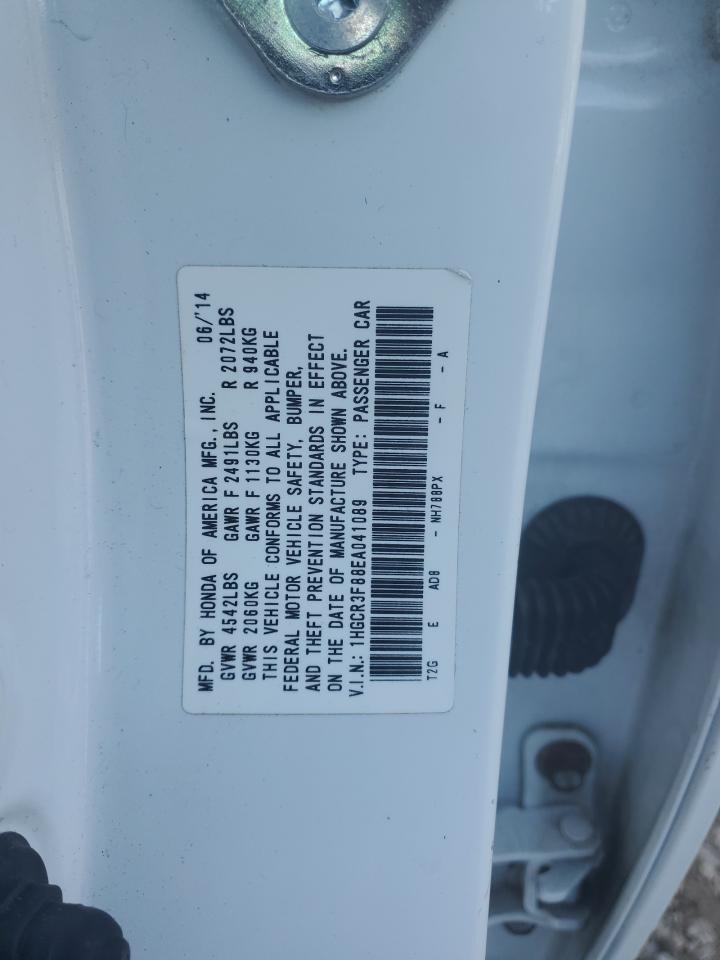 MFD. BY HONDA OF AMERICA MFG., INC. 06/'14
GVWR 4542LBS GAWR F 2491LBS R 2072LBS
GVWR 2060KG GAWR F 1130KG R 940KG
THIS VEHICLE CONFORMS TO ALL APPLICABLE
FEDERAL MOTOR VEHICLE SAFETY, BUMPER,
AND THEFT PREVENTION STANDARDS IN EFFECT
ON THE DATE OF MANUFACTURE SHOWN ABOVE.
V.I.N.: 1HGCR3F88EA041089 TYPE: PASSENGER CAR
T2G E AD8 - NH788PX - F - A